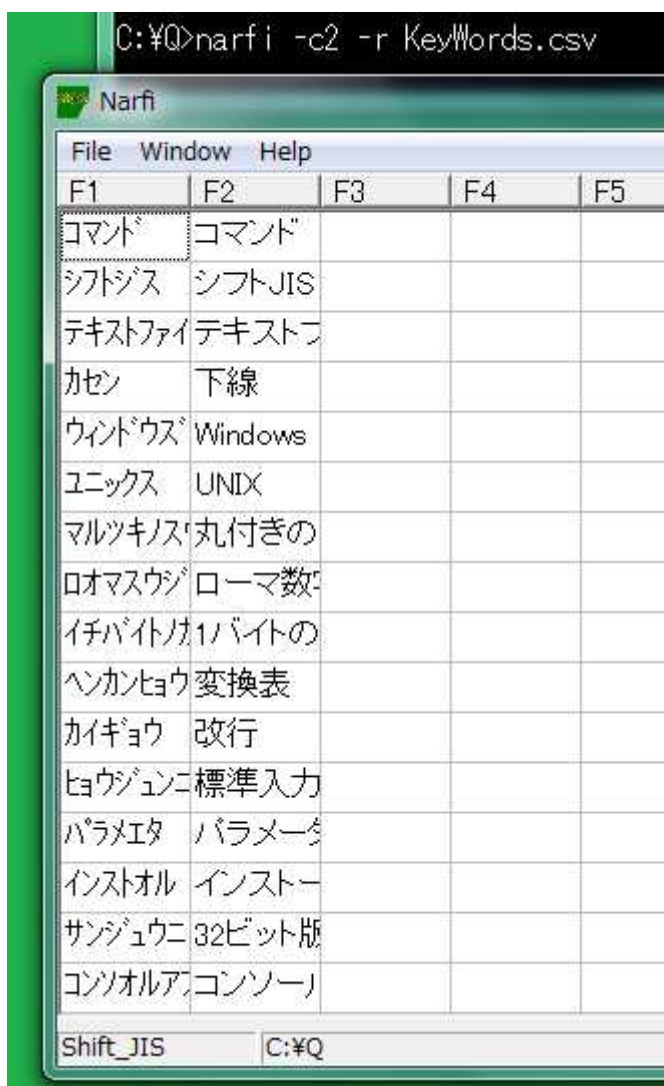 C:¥Q>narfi -c2 -r KeyWords.csv
Narfi
File Window Help
F1 F2 F3 F4 F5
ｺﾏﾝﾄﾞ コマンド
ｼﾌﾄｼﾞｽ シフトJIS
ﾃｷｽﾄﾌｧｲ テキストフ
ｶｾﾝ 下線
ｳｨﾝﾄﾞｳｽﾞ Windows
ﾕﾆｯｸｽ UNIX
ﾏﾙﾂｷﾉｽ 丸付きの
ﾛｵﾏｽｳｼﾞ ローマ数
ｲﾁﾊﾞｲﾄﾉ 1バイトの
ﾍﾝｶﾝﾋｮｳ 変換表
ｶｲｷﾞｮｳ 改行
ﾋｮｳｼﾞｭﾝﾆ 標準入力
ﾊﾟﾗﾒｴﾀ パラメータ
ｲﾝｽﾄｵﾙ インストー
ｻﾝｼﾞｭｳﾆ 32ビット版
ｺﾝｿｵﾙｱ コンソー
Shift_JIS C:¥Q